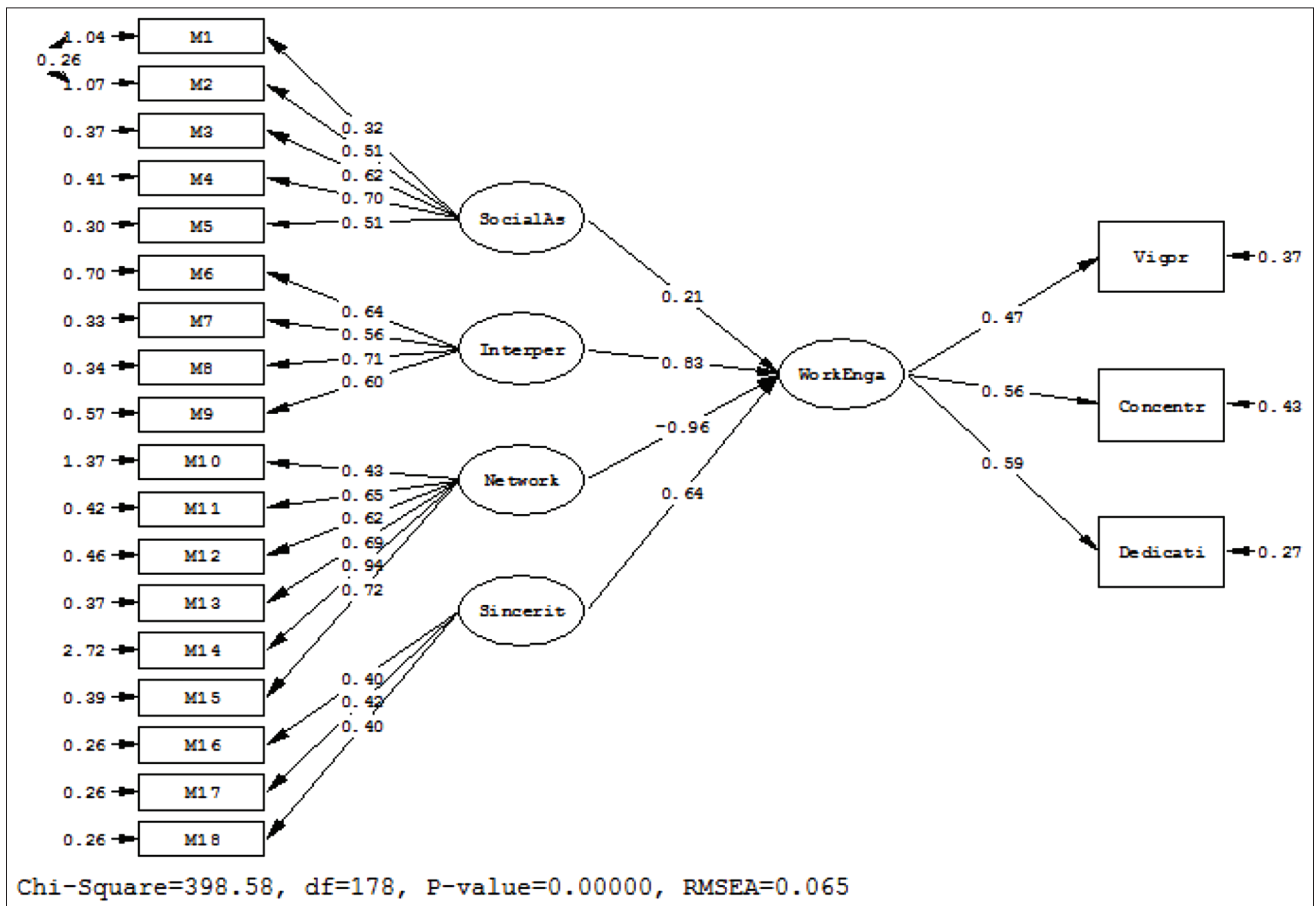 1.04 M1
0.26
1.07 M2
0.37 M3
0.32
0.51
0.62
0.41 M4
0.70
0.30 M5
0.51
SocialAs
0.70 M6
0.21
Vigor 0.37
0.64
0.33 M7
0.47
0.56
0.34 M8
0.71
Interper
0.83
0.60
WorkEnga
0.57 M9
0.56
Concentr 0.43
-0.96
1.37 M10
0.43
0.59
0.65
Network
0.64
0.42 M11
0.62
0.69
0.46 M12
0.94
Dedicati 0.27
0.72
0.37 M13
Sincerit
2.72 M14
0.40
0.39 M15
0.42
0.40
0.26 M16
0.26 M17
0.26 M18
Chi-Square=398.58, df=178, P-value=0.00000, RMSEA=0.065